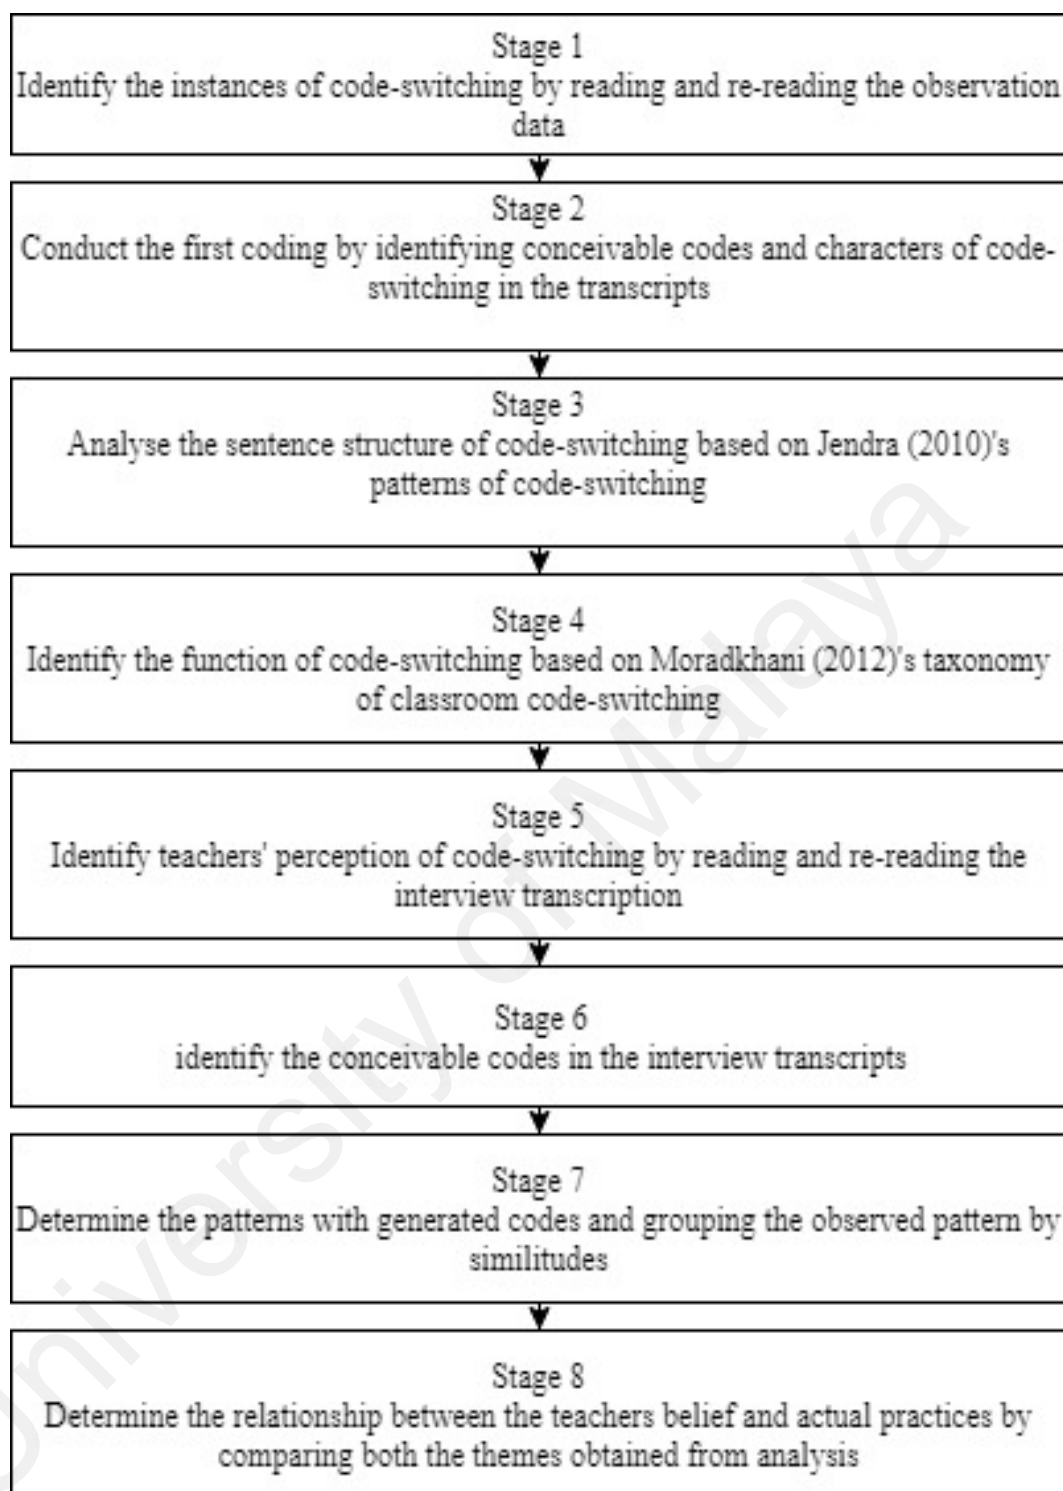 Stage 1
Identify the instances of code-switching by reading and re-reading the observation
data
Stage 2
Conduct the first coding by identifying conceivable codes and characters of code-
switching in the transcripts
Stage 3
Analyse the sentence structure of code-switching based on Jendra (2010)'s
patterns of code-switching
Stage 4
Identify the function of code-switching based on Moradkhani (2012)'s taxonomy
of classroom code-switching
Stage 5
Identify teachers' perception of code-switching by reading and re-reading the
interview transcription
Stage 6
identify the conceivable codes in the interview transcripts
Stage 7
Determine the patterns with generated codes and grouping the observed pattern by
similitudes
Stage 8
Determine the relationship between the teachers belief and actual practices by
comparing both the themes obtained from analysis
University of Malaya